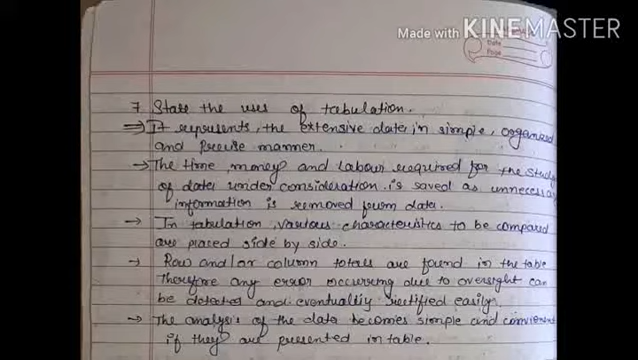 Made with KINEMASTER
Date
Page
7 State the uses of tabulation.
⇒ It represents, the extensive data in simple, organized
and precise manner.
→ The time, money and labour required for the study
of data under consideration is saved as unnecessary
information is removed from data.
→ In tabulation, various characteristics to be compared
are placed side by side.
→ Row and/or column totals are found in the table
Therefore any error occurring due to oversight can
be detected and eventually rectified easily.
→ The analysis of the data becomes simple and convenient
if they are presented in table.